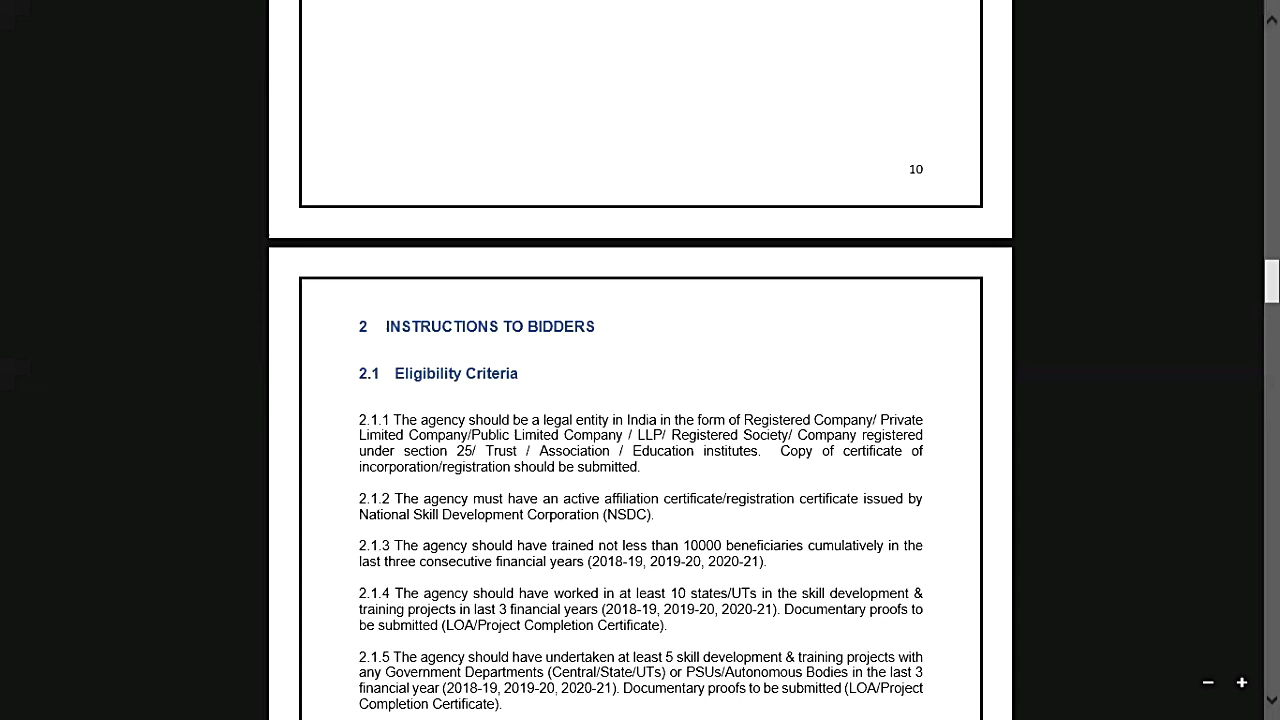 10
2 INSTRUCTIONS TO BIDDERS
2.1 Eligibility Criteria
2.1.1 The agency should be a legal entity in India in the form of Registered Company/ Private
Limited Company/Public Limited Company / LLP/ Registered Society/ Company registered
under section 25/ Trust / Association / Education institutes. Copy of certificate of
incorporation/registration should be submitted.
2.1.2 The agency must have an active affiliation certificate/registration certificate issued by
National Skill Development Corporation (NSDC).
2.1.3 The agency should have trained not less than 10000 beneficiaries cumulatively in the
last three consecutive financial years (2018-19, 2019-20, 2020-21).
2.1.4 The agency should have worked in at least 10 states/UTs in the skill development &
training projects in last 3 financial years (2018-19, 2019-20, 2020-21). Documentary proofs to
be submitted (LOA/Project Completion Certificate).
2.1.5 The agency should have undertaken at least 5 skill development & training projects with
any Government Departments (Central/State/UTs) or PSUs/Autonomous Bodies in the last 3
financial year (2018-19, 2019-20, 2020-21). Documentary proofs to be submitted (LOA/Project
Completion Certificate).